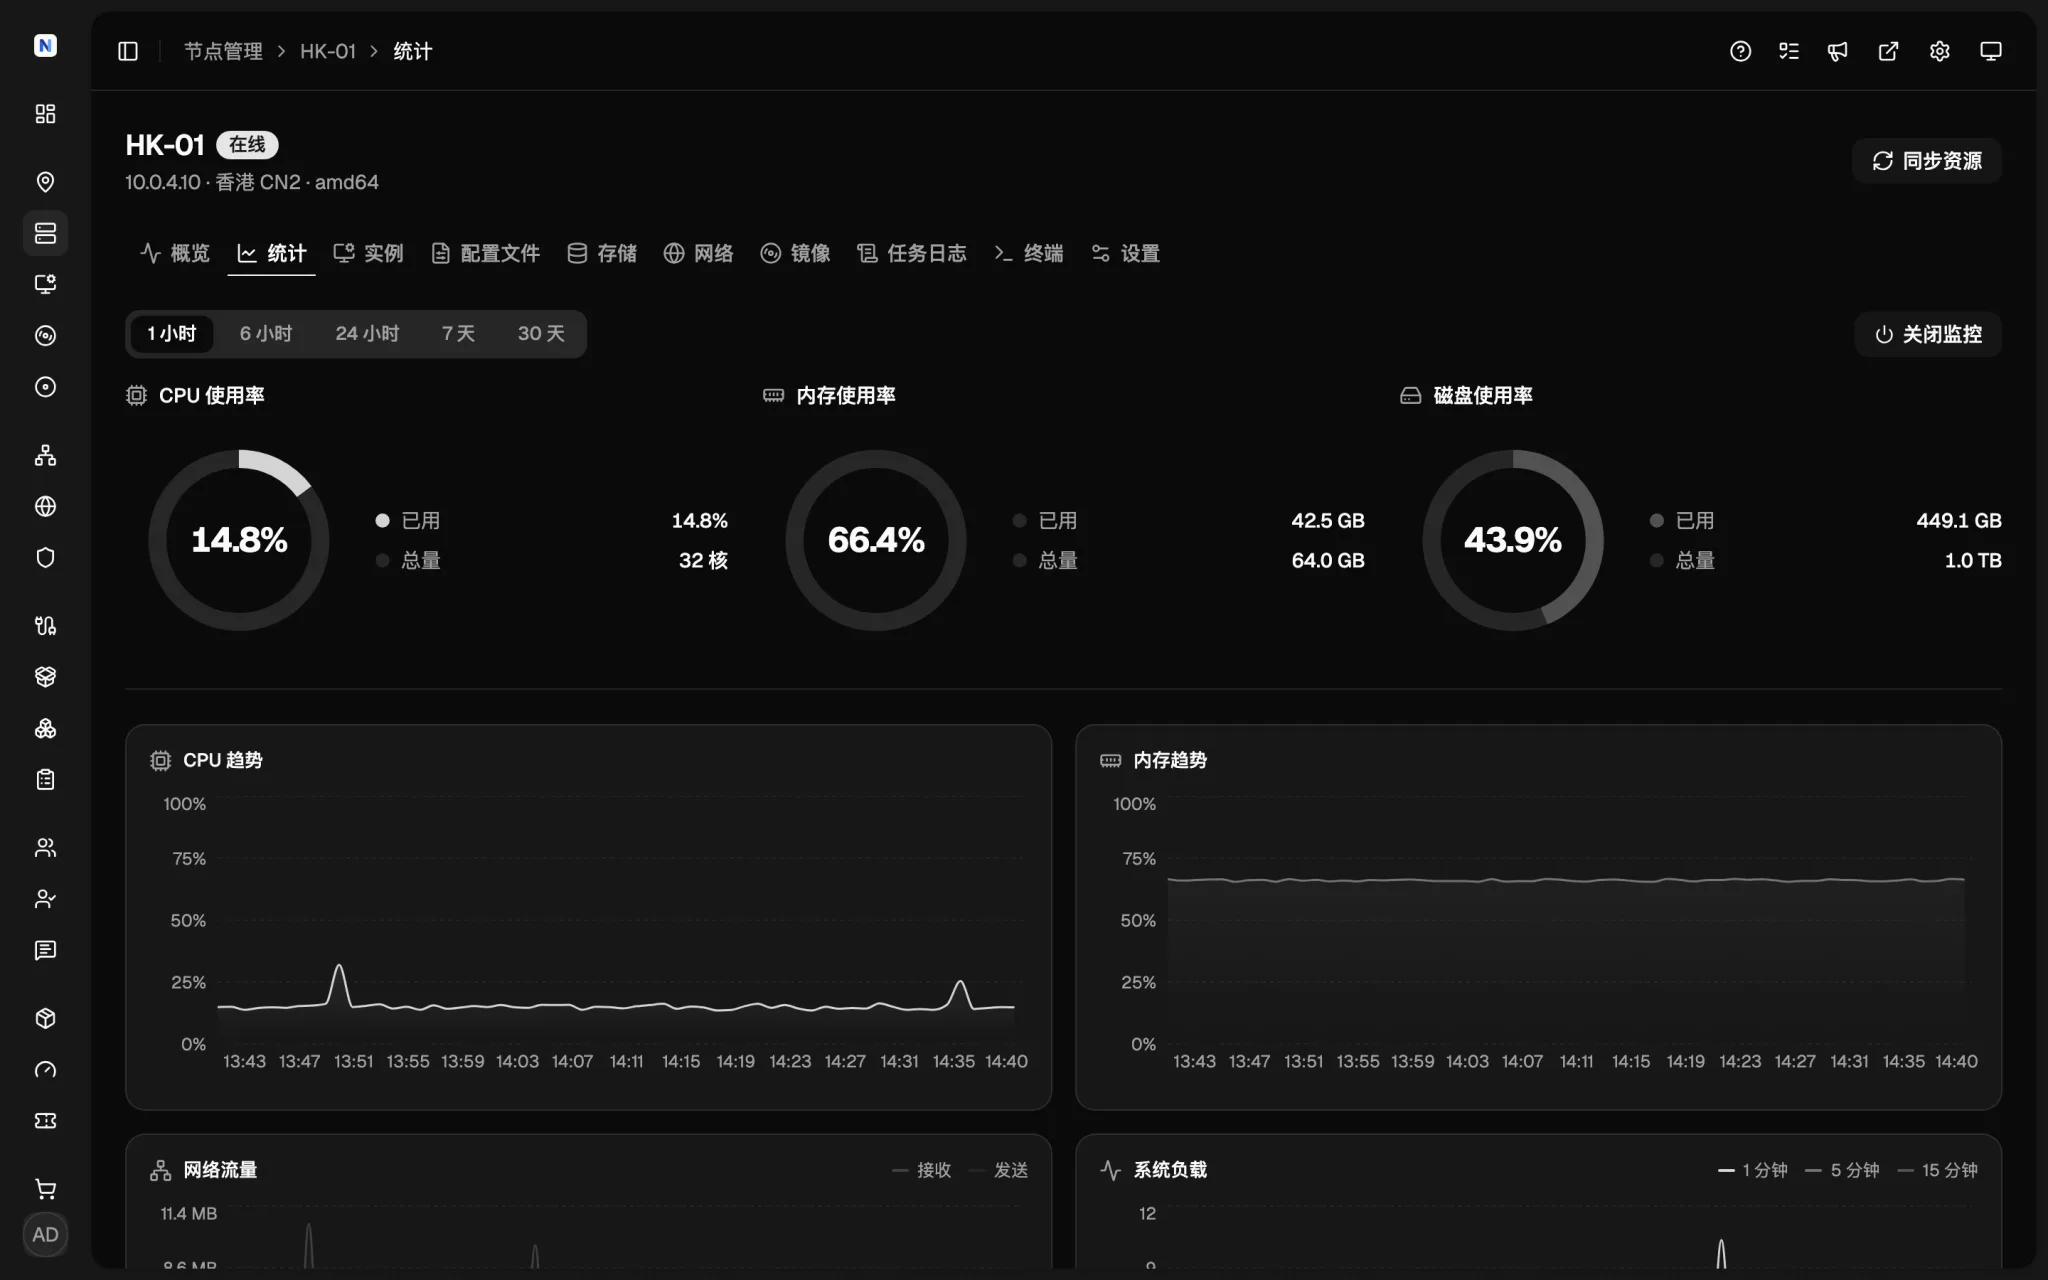 N
节点管理 > HK-01 > 统计
HK-01 在线
10.0.4.10 · 香港 CN2 · amd64
同步资源
概览 统计 实例 配置文件 存储 网络 镜像 任务日志 终端 设置
1 小时 6 小时 24 小时 7 天 30 天
关闭监控
CPU 使用率
14.8%
已用 14.8%
总量 32 核
内存使用率
66.4%
已用 42.5 GB
总量 64.0 GB
磁盘使用率
43.9%
已用 449.1 GB
总量 1.0 TB
CPU 趋势
100%
75%
50%
25%
0%
13:43 13:47 13:51 13:55 13:59 14:03 14:07 14:11 14:15 14:19 14:23 14:27 14:31 14:35 14:40
内存趋势
100%
75%
50%
25%
0%
13:43 13:47 13:51 13:55 13:59 14:03 14:07 14:11 14:15 14:19 14:23 14:27 14:31 14:35 14:40
网络流量
接收 发送
11.4 MB
8.6 MB
系统负载
1 分钟 5 分钟 15 分钟
12
9
AD